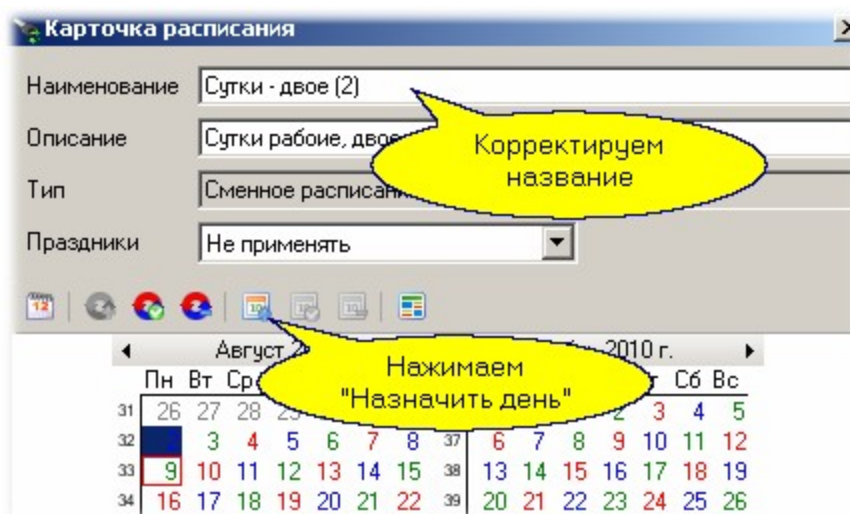 Карточка расписания
Наименование Сутки - двое (2)
Описание Сутки рабоие, двое
Корректируем
название
Тип Сменное
Праздники Не применять
12
Август 2010 г.
Нажимаем
"Назначить день"
Пн Вт Ср Сб Вс
31 26 27 28 2 3 4 5
32 2 3 4 5 6 7 8 37 6 7 8 9 10 11 12
33 9 10 11 12 13 14 15 38 13 14 15 16 17 18 19
34 16 17 18 19 20 21 22 39 20 21 22 23 24 25 26